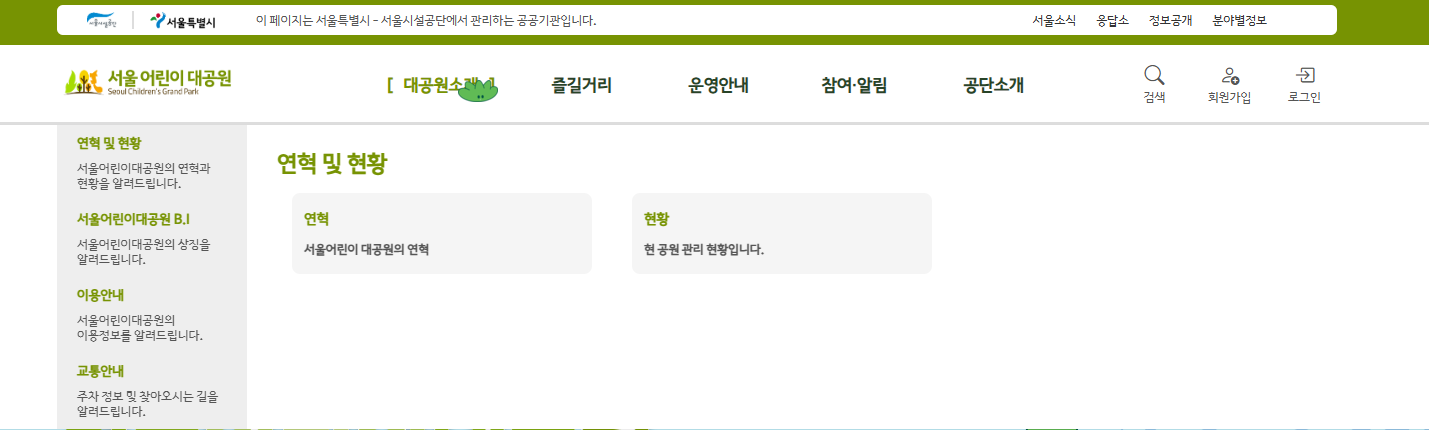 서울시설공단 서울특별시 이 페이지는 서울특별시 - 서울시설공단에서 관리하는 공공기관입니다. 서울소식 응답소 정보공개 분야별정보
서울 어린이 대공원
Seoul Children's Grand Park
[ 대공원소개 ] 즐길거리 운영안내 참여·알림 공단소개
검색 회원가입 로그인
연혁 및 현황
서울어린이대공원의 연혁과
현황을 알려드립니다.
서울어린이대공원 B.I
서울어린이대공원의 상징을
알려드립니다.
이용안내
서울어린이대공원의
이용정보를 알려드립니다.
교통안내
주차 정보 및 찾아오시는 길을
알려드립니다.
연혁 및 현황
연혁
서울어린이 대공원의 연혁
현황
현 공원 관리 현황입니다.